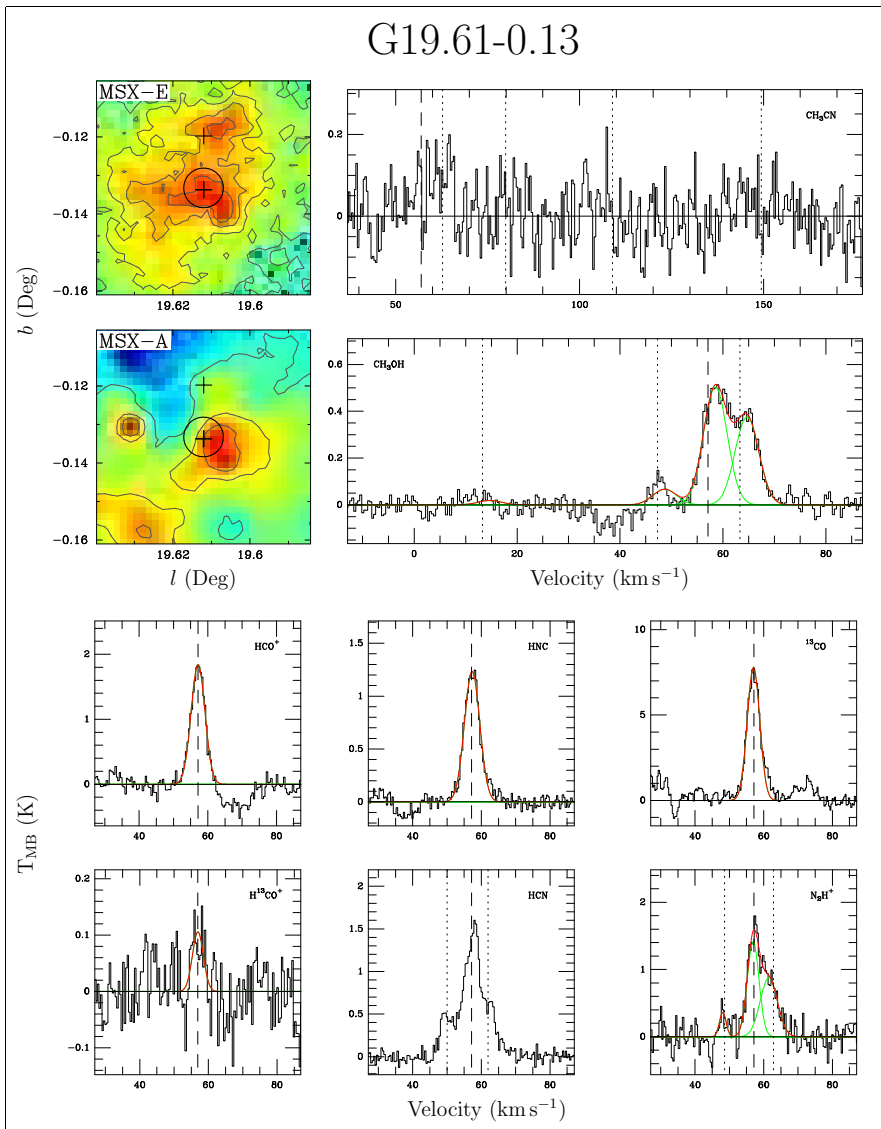 G19.61-0.13
MSX-E
-0.12
-0.14
-0.16
19.62 19.6
CH₃CN
0.2
0
50 100 150
b (Deg)
MSX-A
-0.12
-0.14
-0.16
19.62 19.6
l (Deg)
CH₃OH
0.6
0.4
0.2
0
0 20 40 60 80
Velocity (km s⁻¹)
T_MB (K)
HCO⁺
2
1
0
40 60 80
HNC
1.5
1
0.5
0
40 60 80
¹³CO
10
5
0
40 60 80
H¹³CO⁺
0.2
0.1
0
-0.1
40 60 80
HCN
2
1.5
1
0.5
0
40 60 80
N₂H⁺
2
1
0
40 60 80
Velocity (km s⁻¹)